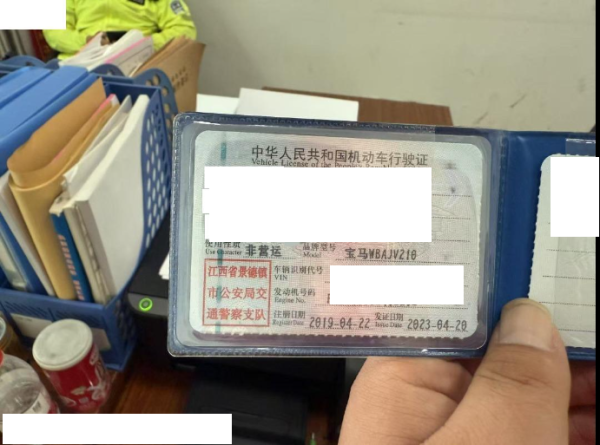 中华人民共和国机动车行驶证
Vehicle License of the People's Re
使用性质 非营运 品牌型号 宝马WBAJV210
Use Character Model
江西省景德镇 车辆识别代号
VIN
市公安局交 发动机号码
Engine No.
通警察支队 注册日期 2019-04-22 发证日期 2023-04-20
Register Date Issue Date